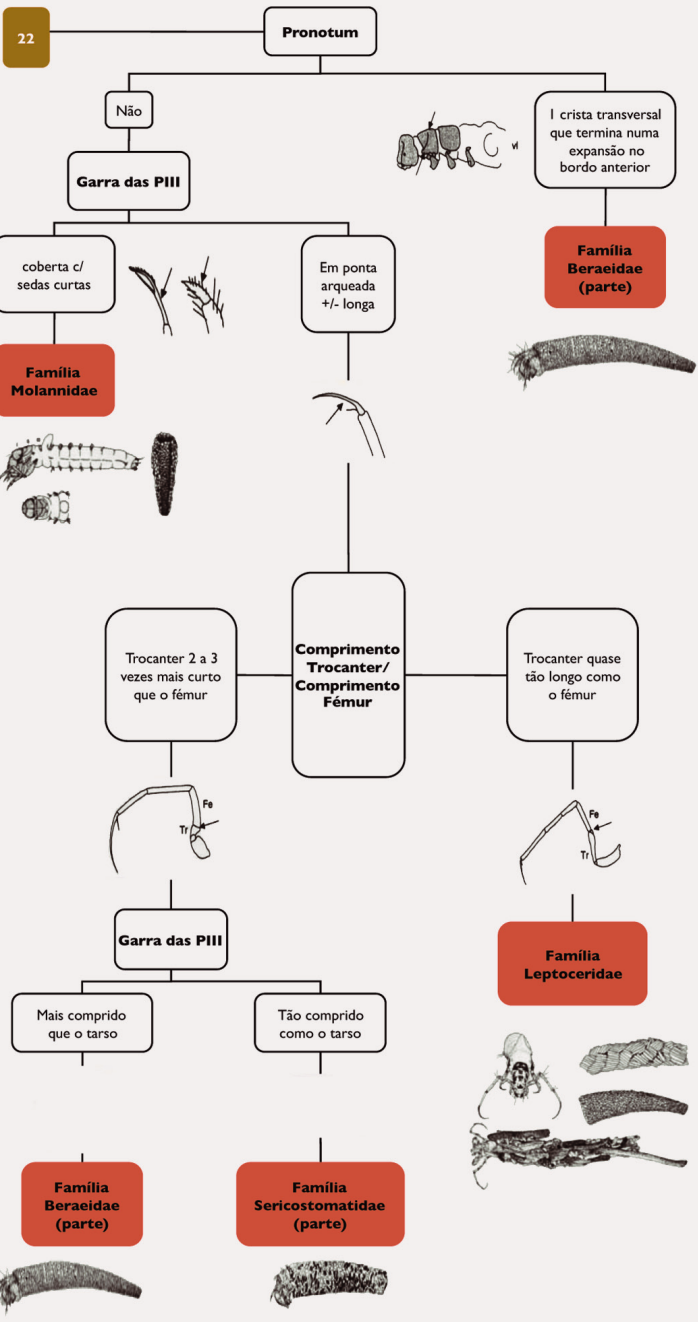 22
Pronotum
Não
1 crista transversal
que termina numa
expansão no
bordo anterior
vl
Garra das PIII
Família
Beraeidae
(parte)
coberta c/
sedas curtas
Em ponta
arqueada
+/- longa
Família
Molannidae
Trocanter 2 a 3
vezes mais curto
que o fémur
Comprimento
Trocanter/
Comprimento
Fémur
Trocanter quase
tão longo como
o fémur
Fe
Tr
Fe
Tr
Garra das PIII
Família
Leptoceridae
Mais comprido
que o tarso
Tão comprido
como o tarso
Família
Beraeidae
(parte)
Família
Sericostomatidae
(parte)